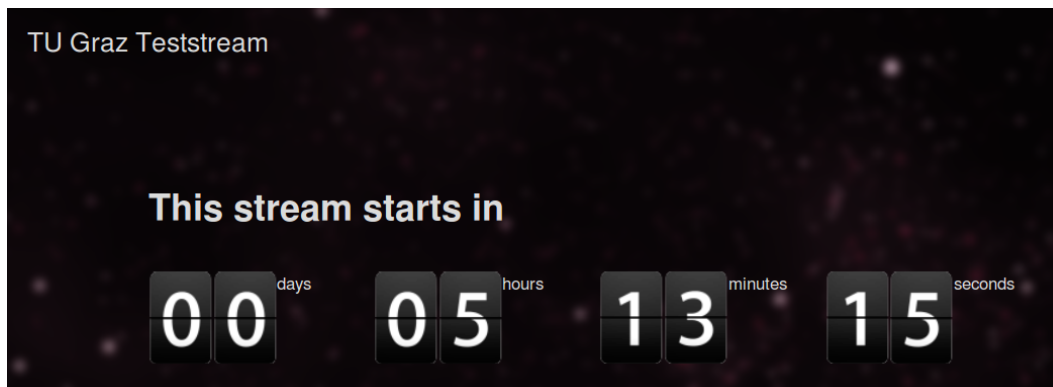 TU Graz Teststream
This stream starts in
00 days 05 hours 13 minutes 15 seconds